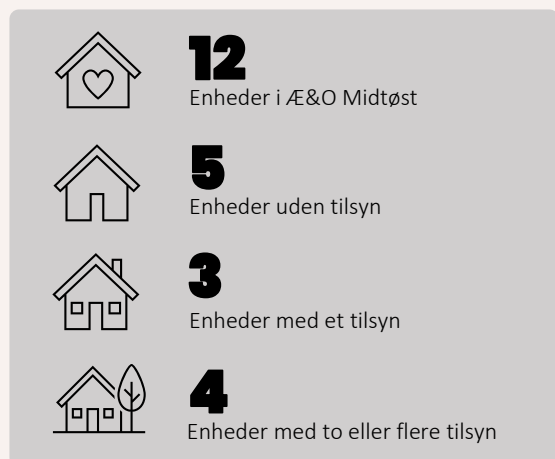 12
Enheder i Æ&O Midtøst
5
Enheder uden tilsyn
3
Enheder med et tilsyn
4
Enheder med to eller flere tilsyn